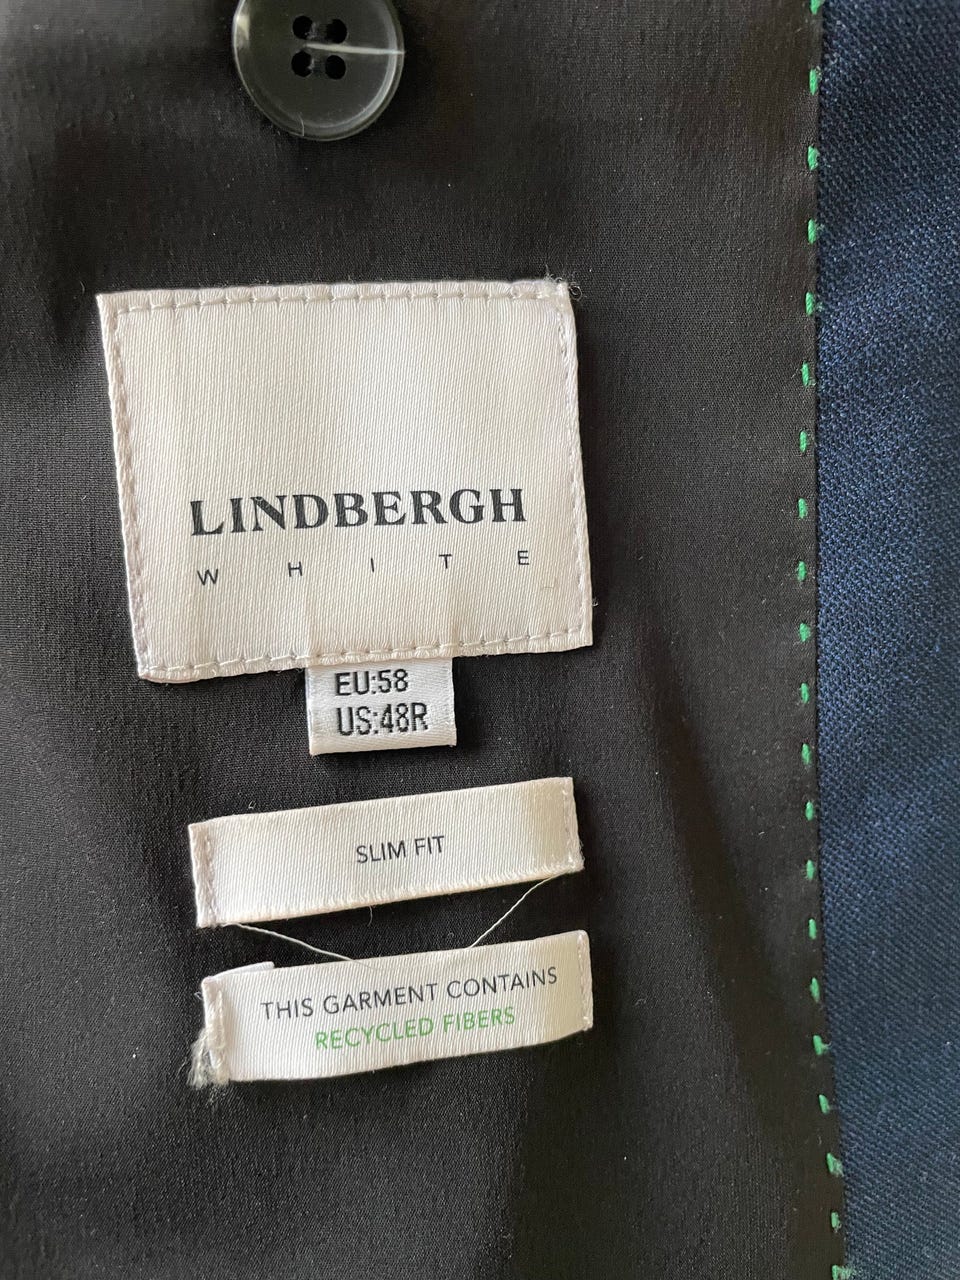 LINDBERGH
WHITE
EU:58
US:48R
SLIM FIT
THIS GARMENT CONTAINS
RECYCLED FIBERS